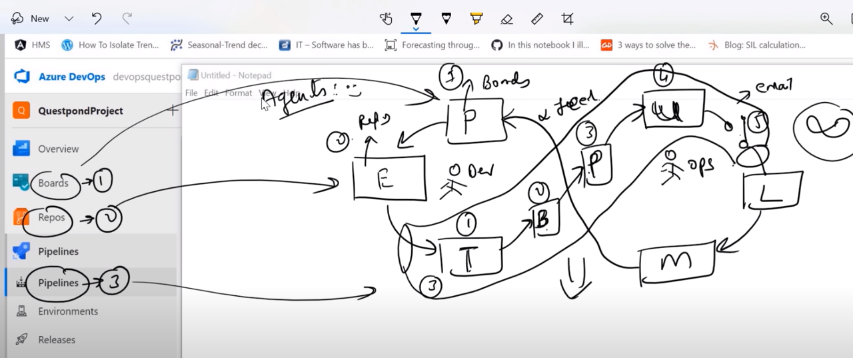 New
HMS
How To Isolate Tren...
Seasonal-Trend dec...
IT – Software has b...
Forecasting throug...
In this notebook I ill...
3 ways to solve the...
Blog: SIL calculation...
Azure DevOps devopsquestpo
Untitled - Notepad
File Edit Format View Help
QuestpondProject
Overview
Boards → 1
Repos → 2
Pipelines
Pipelines → 3
Environments
Releases
Agents!
1 Boards
4
email
Repo
P
feed
2
3
5
E
Dev
P
ops
1
2
B
L
T
M
3